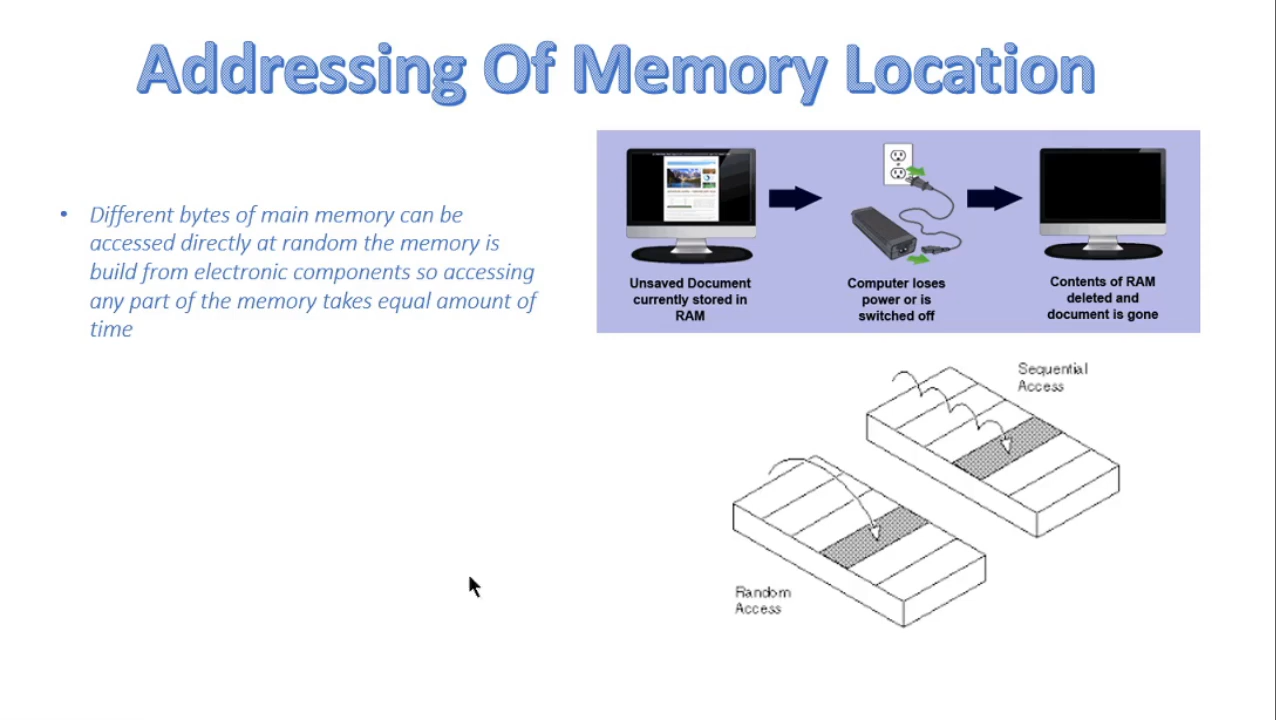 Addressing Of Memory Location
• Different bytes of main memory can be
accessed directly at random the memory is
build from electronic components so accessing
any part of the memory takes equal amount of
time
Unsaved Document
currently stored in
RAM
Computer loses
power or is
switched off
Contents of RAM
deleted and
document is gone
Sequential
Access
Random
Access